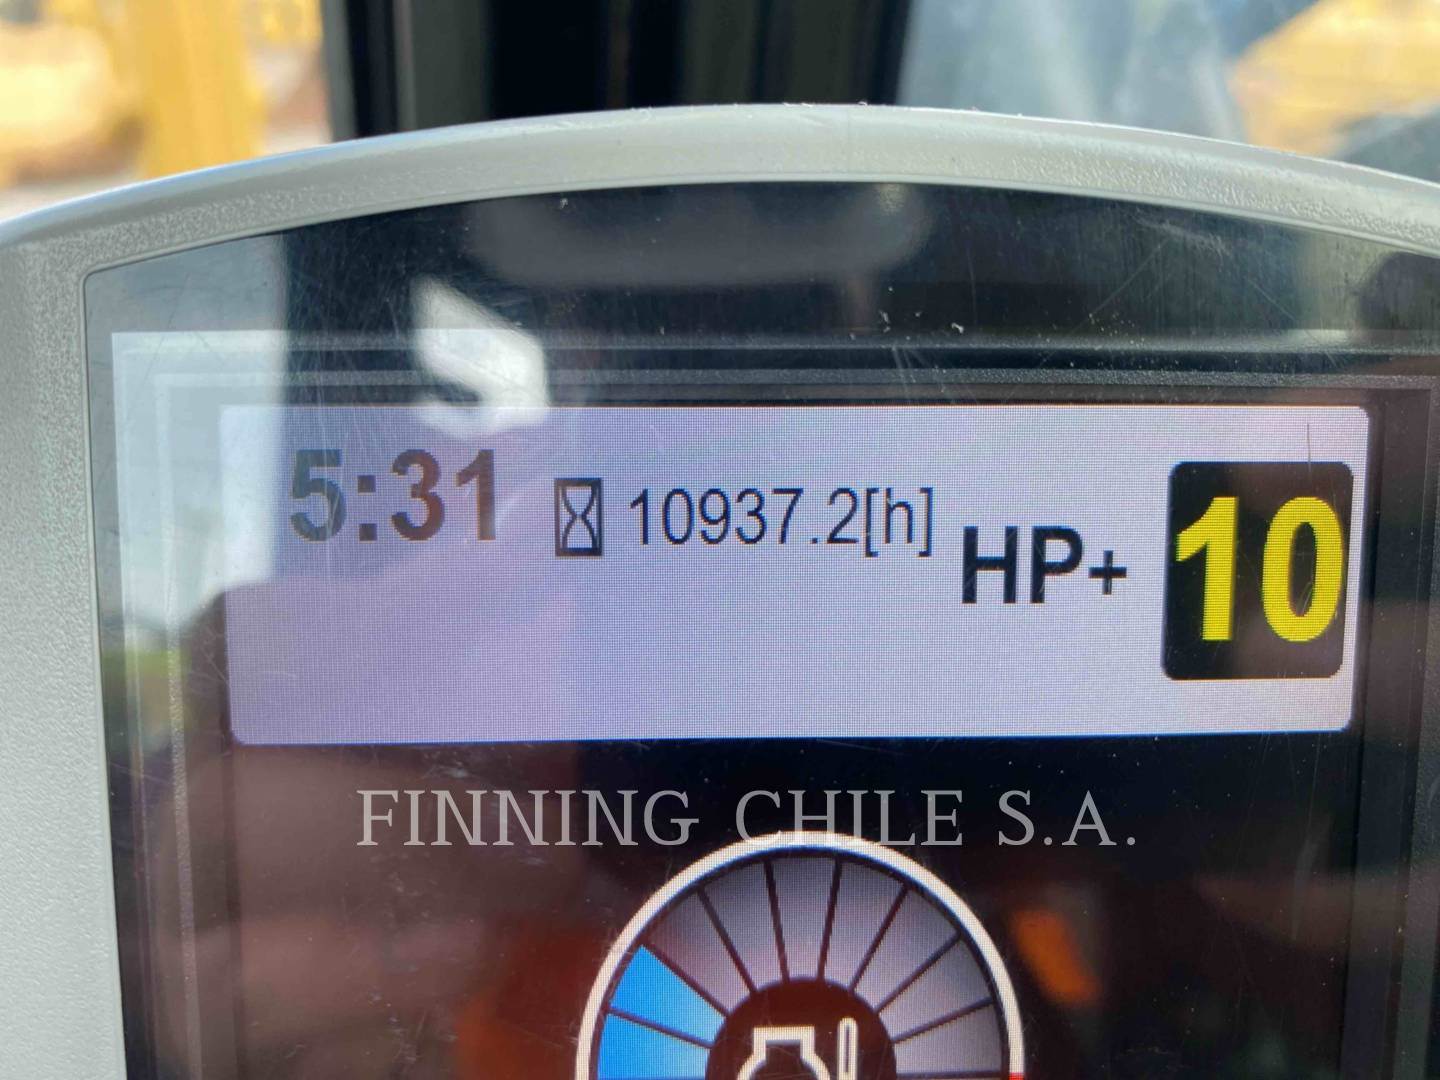 5:31 10937.2[h] HP+ 10
FINNING CHILE S.A.